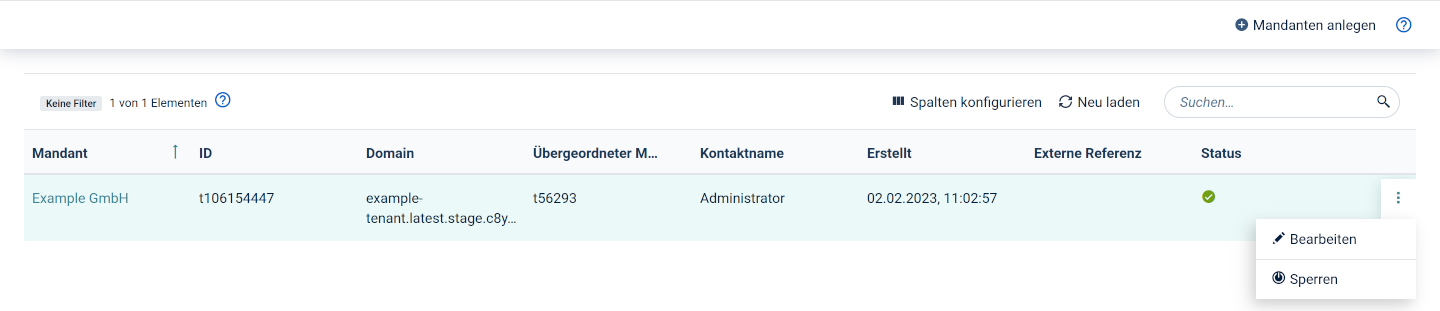 Mandanten anlegen
Keine Filter 1 von 1 Elementen
Spalten konfigurieren Neu laden Suchen...
Mandant ID Domain Übergeordneter M... Kontaktname Erstellt Externe Referenz Status
Example GmbH t106154447 example- t56293 Administrator 02.02.2023, 11:02:57
tenant.latest.stage.c8y...
Bearbeiten
Sperren